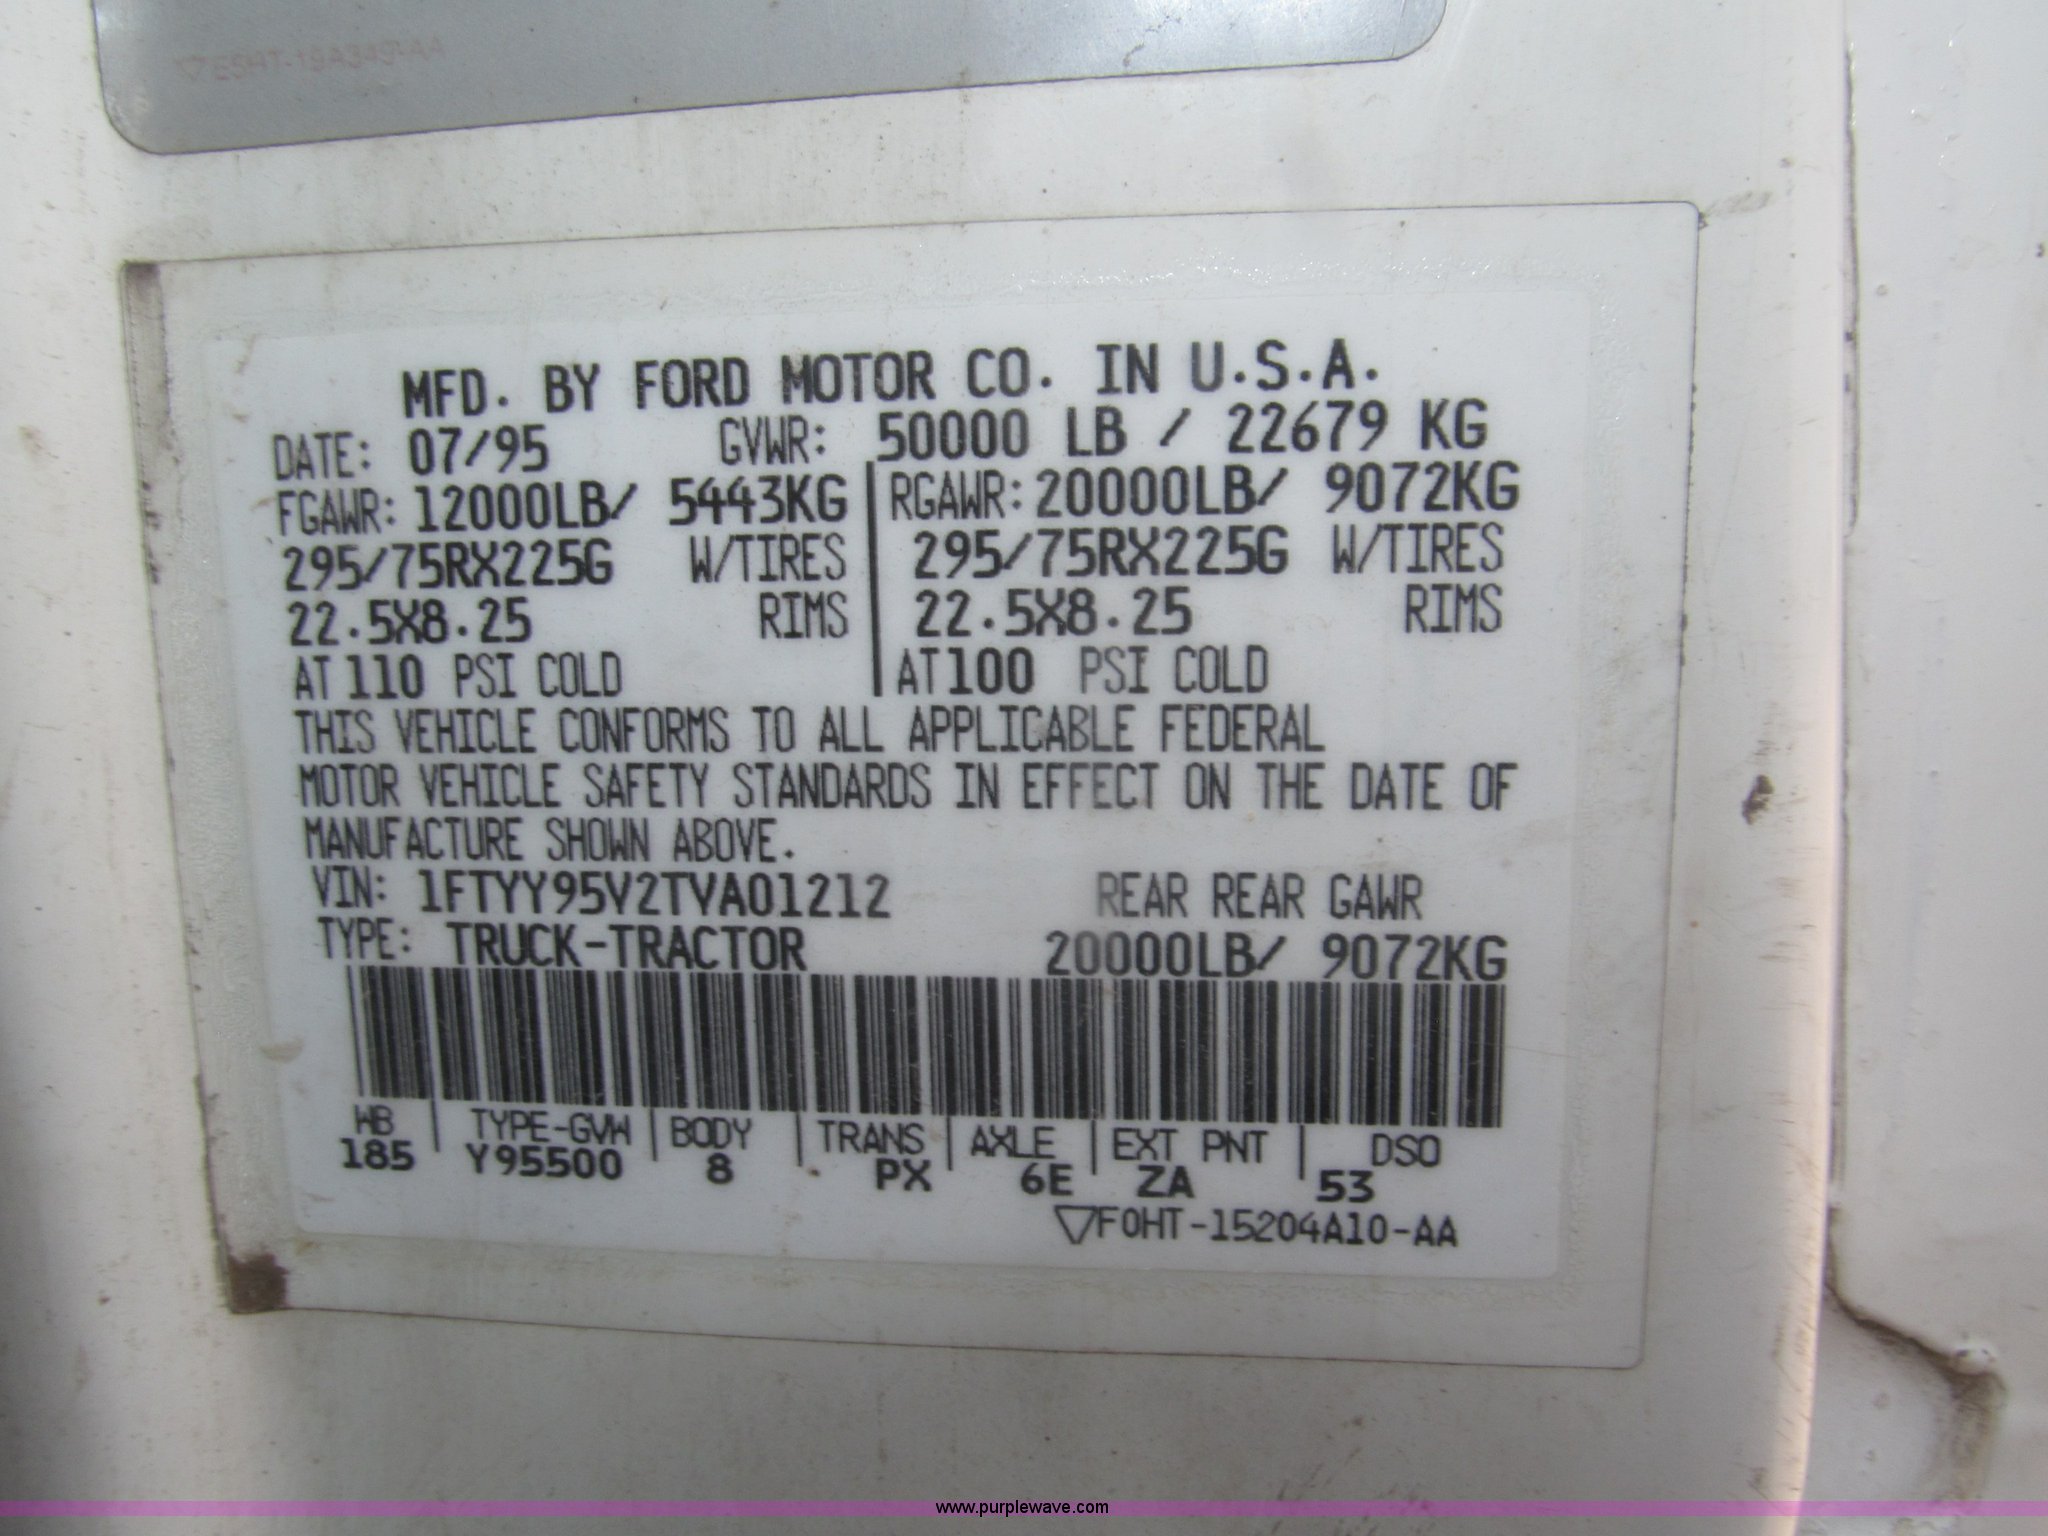 MFD. BY FORD MOTOR CO. IN U.S.A.
DATE: 07/95 GVWR: 50000 LB / 22679 KG
FGAWR: 12000LB/ 5443KG RGAWR: 20000LB/ 9072KG
295/75RX225G W/TIRES 295/75RX225G W/TIRES
22.5X8.25 RIMS 22.5X8.25 RIMS
AT 110 PSI COLD AT 100 PSI COLD
THIS VEHICLE CONFORMS TO ALL APPLICABLE FEDERAL
MOTOR VEHICLE SAFETY STANDARDS IN EFFECT ON THE DATE OF
MANUFACTURE SHOWN ABOVE.
VIN: 1FTYY95V2TVA01212 REAR REAR GAWR
TYPE: TRUCK-TRACTOR 20000LB/ 9072KG
WB TYPE-GVW BODY TRANS AXLE EXT PNT DSO
185 Y95500 8 PX 6E ZA 53
F0HT-15204A10-AA
www.purplewave.com